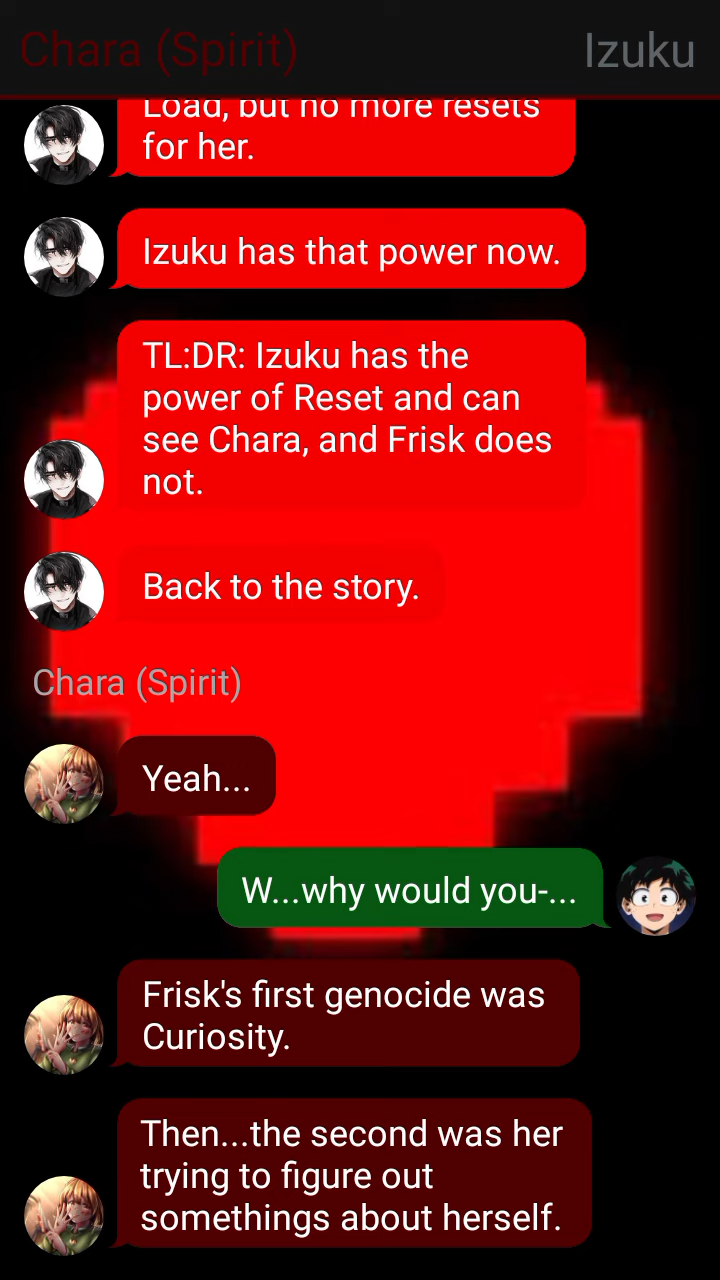 Chara (Spirit)
Izuku
Load, but no more resets
for her.
Izuku has that power now.
TL:DR: Izuku has the
power of Reset and can
see Chara, and Frisk does
not.
Back to the story.
Chara (Spirit)
Yeah...
W...why would you-...
Frisk's first genocide was
Curiosity.
Then...the second was her
trying to figure out
somethings about herself.